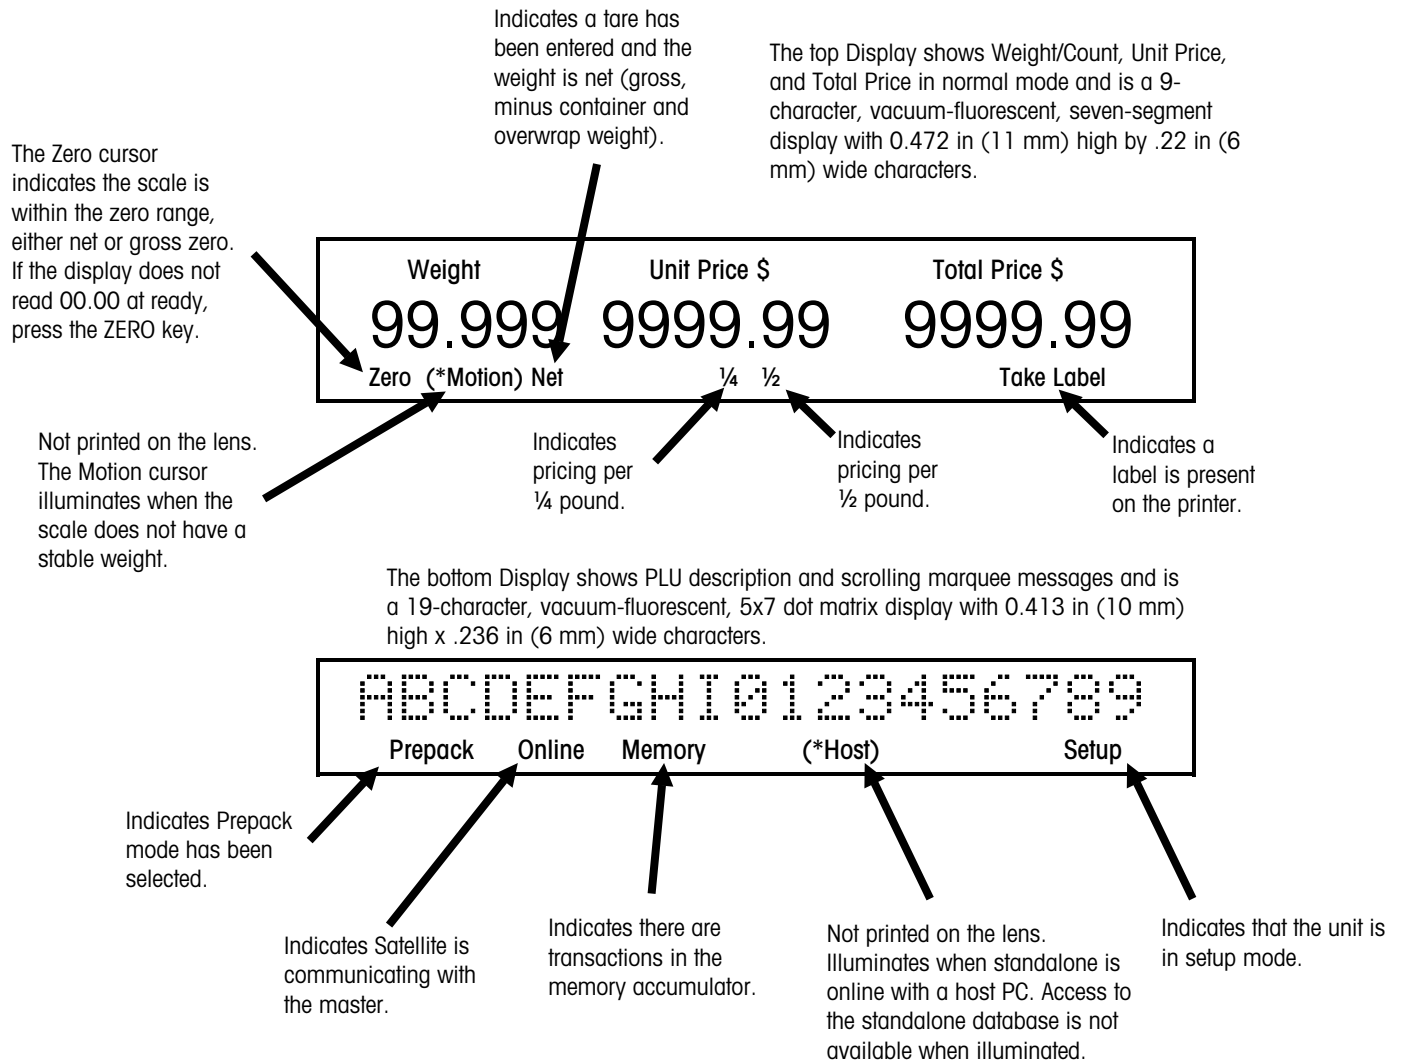 Indicates a tare has
been entered and the
weight is net (gross,
minus container and
overwrap weight).
The top Display shows Weight/Count, Unit Price,
and Total Price in normal mode and is a 9-
character, vacuum-fluorescent, seven-segment
display with 0.472 in (11 mm) high by .22 in (6
mm) wide characters.
The Zero cursor
indicates the scale is
within the zero range,
either net or gross zero.
If the display does not
read 00.00 at ready,
press the ZERO key.
Weight Unit Price $ Total Price $
99.999 9999.99 9999.99
Zero (*Motion) Net ¼ ½ Take Label
Not printed on the lens.
The Motion cursor
illuminates when the
scale does not have a
stable weight.
Indicates
pricing per
¼ pound.
Indicates
pricing per
½ pound.
Indicates a
label is present
on the printer.
The bottom Display shows PLU description and scrolling marquee messages and is
a 19-character, vacuum-fluorescent, 5x7 dot matrix display with 0.413 in (10 mm)
high x .236 in (6 mm) wide characters.
ABCDEFGHI0123456789
Prepack Online Memory (*Host) Setup
Indicates Prepack
mode has been
selected.
Indicates Satellite is
communicating with
the master.
Indicates there are
transactions in the
memory accumulator.
Not printed on the lens.
Illuminates when standalone is
online with a host PC. Access to
the standalone database is not
available when illuminated.
Indicates that the unit is
in setup mode.